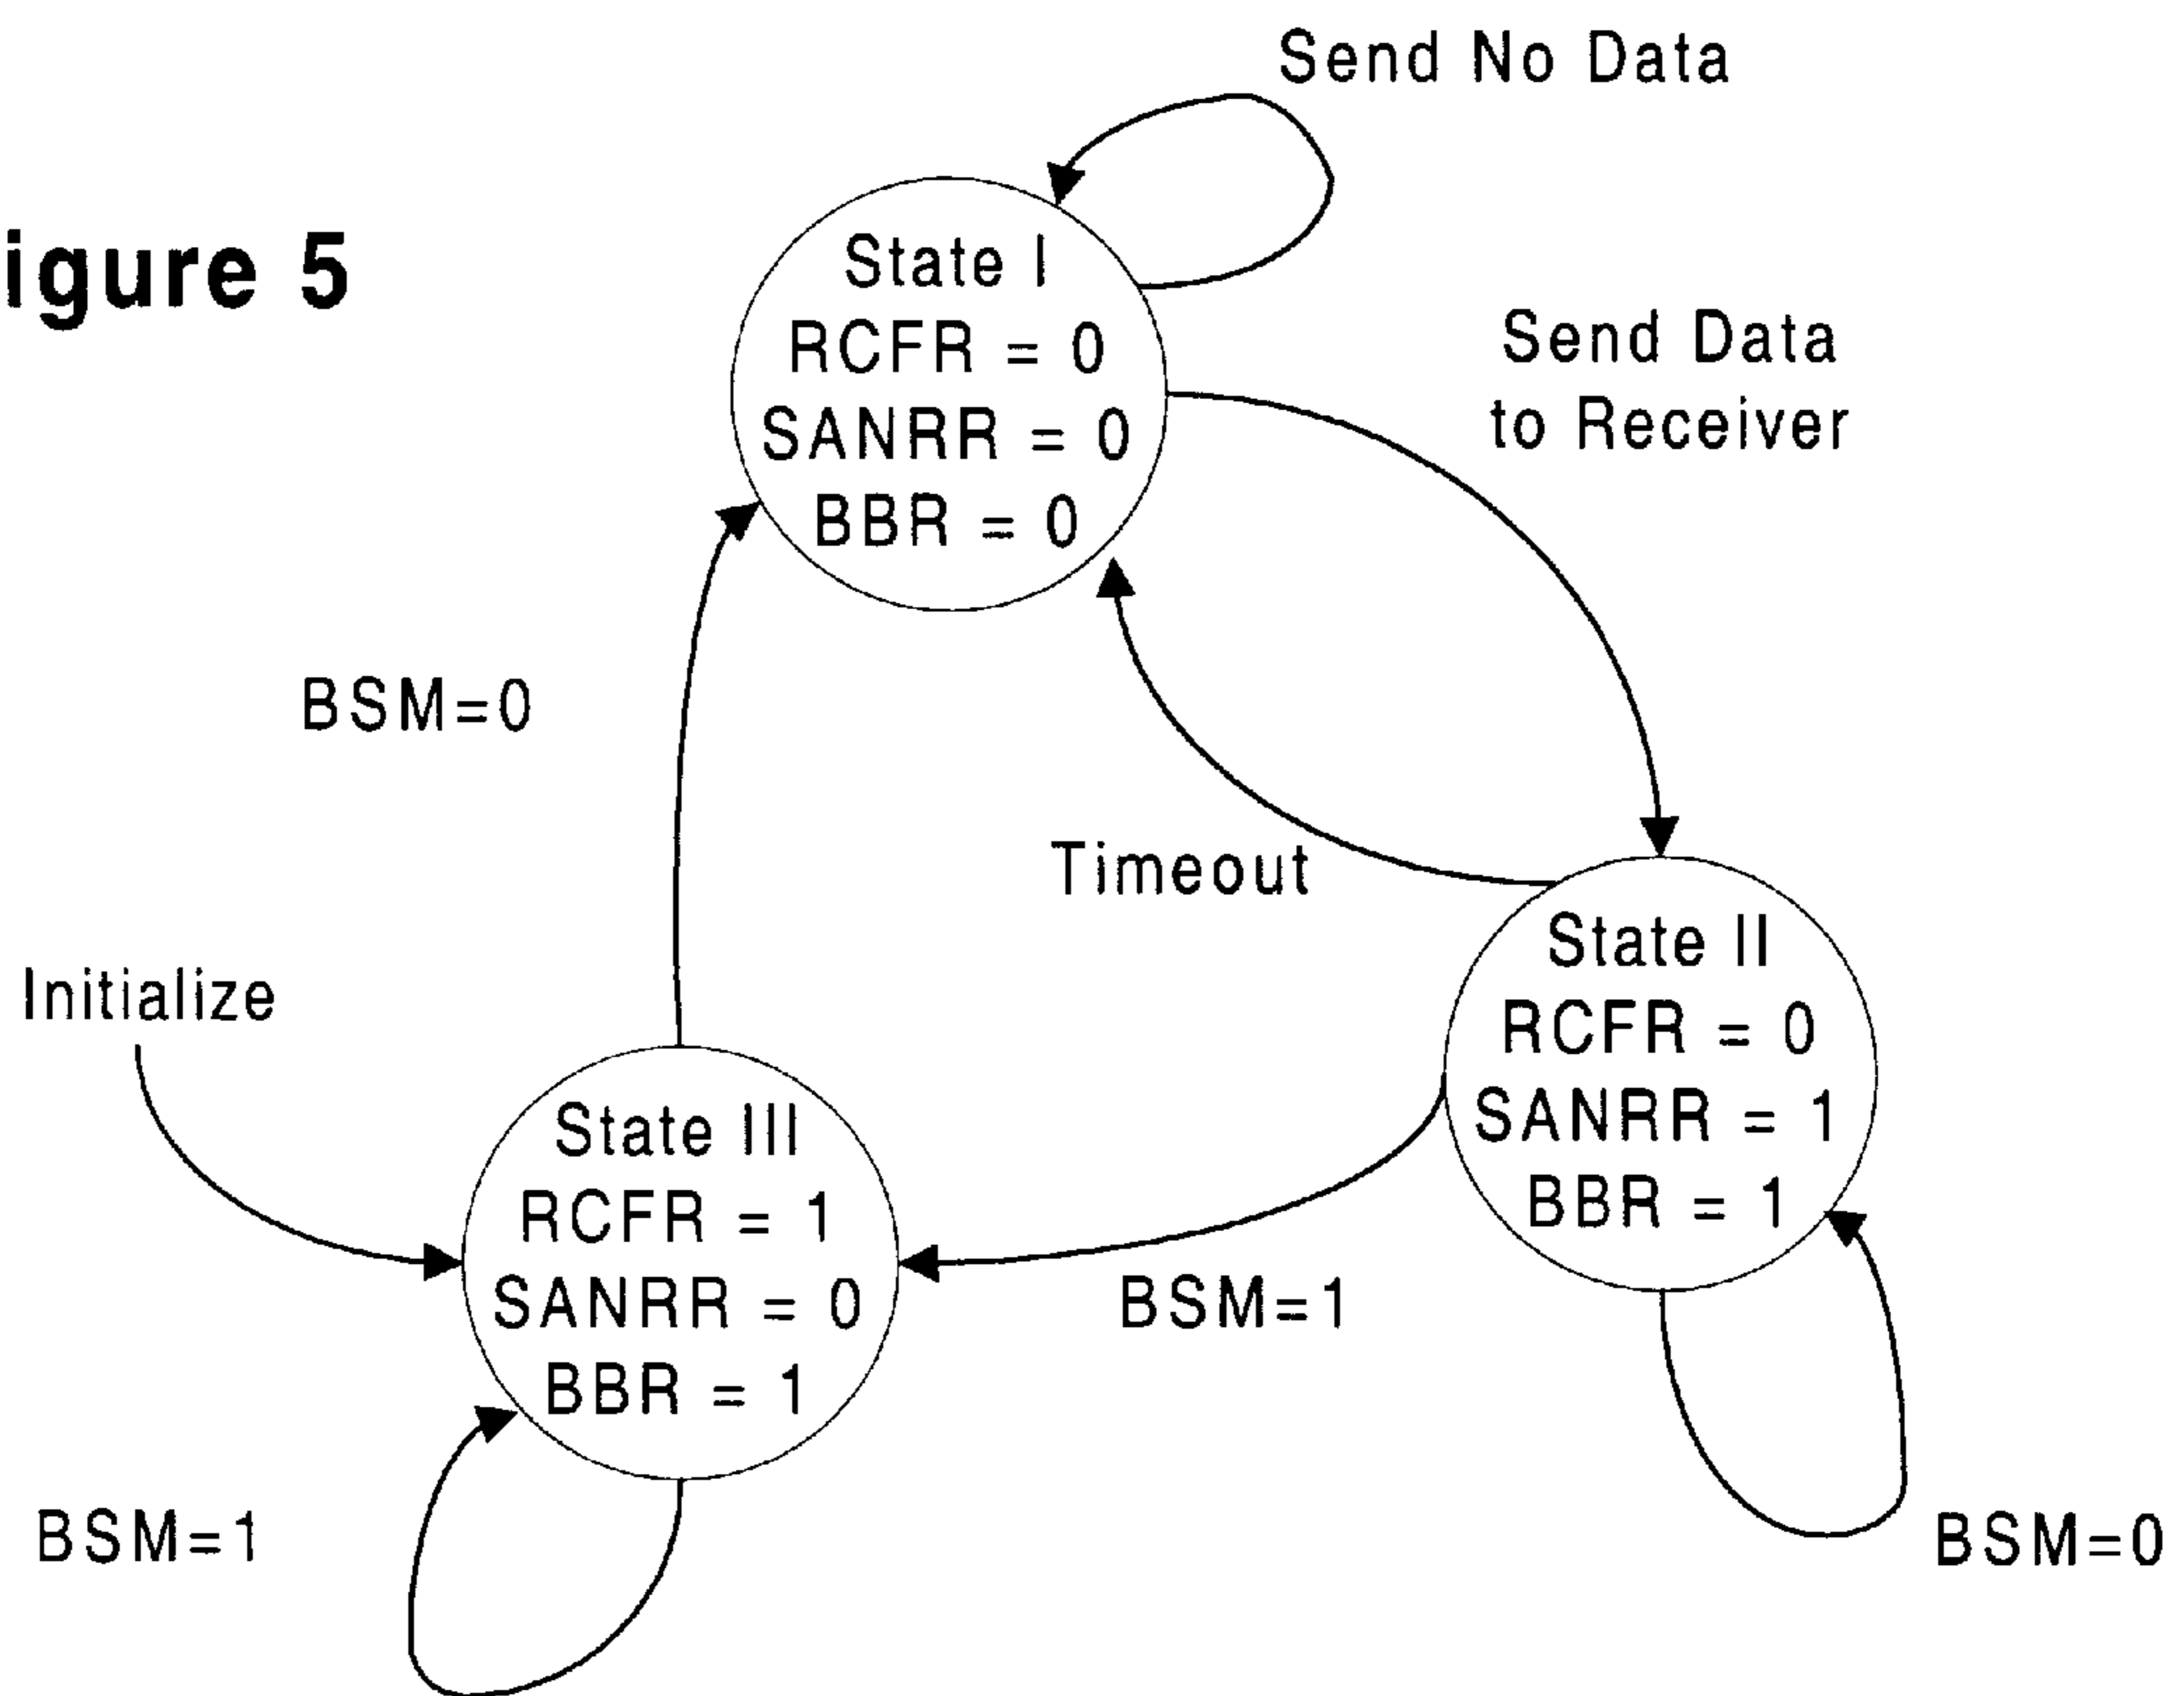 Send No Data
igure 5
State I
RCFR = 0
SANRR = 0
BBR = 0
Send Data
to Receiver
BSM=0
Timeout
State II
RCFR = 0
SANRR = 1
BBR = 1
Initialize
State III
RCFR = 1
SANRR = 0
BBR = 1
BSM=1
BSM=1
BSM=0